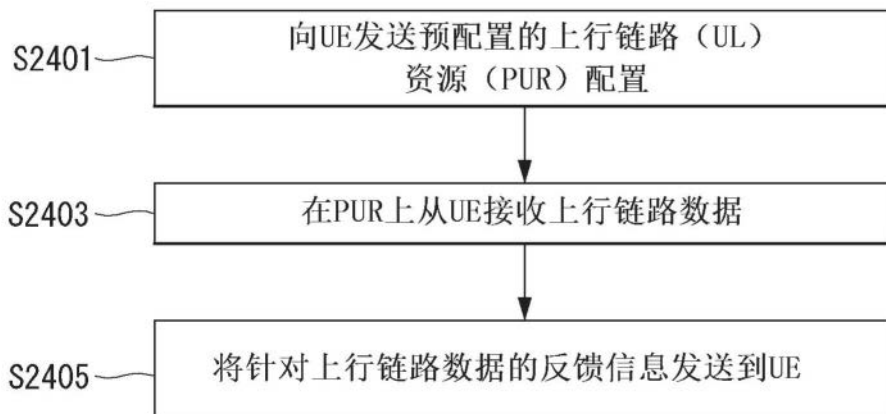 S2401
向UE发送预配置的上行链路（UL）
资源（PUR）配置
S2403
在PUR上从UE接收上行链路数据
S2405
将针对上行链路数据的反馈信息发送到UE